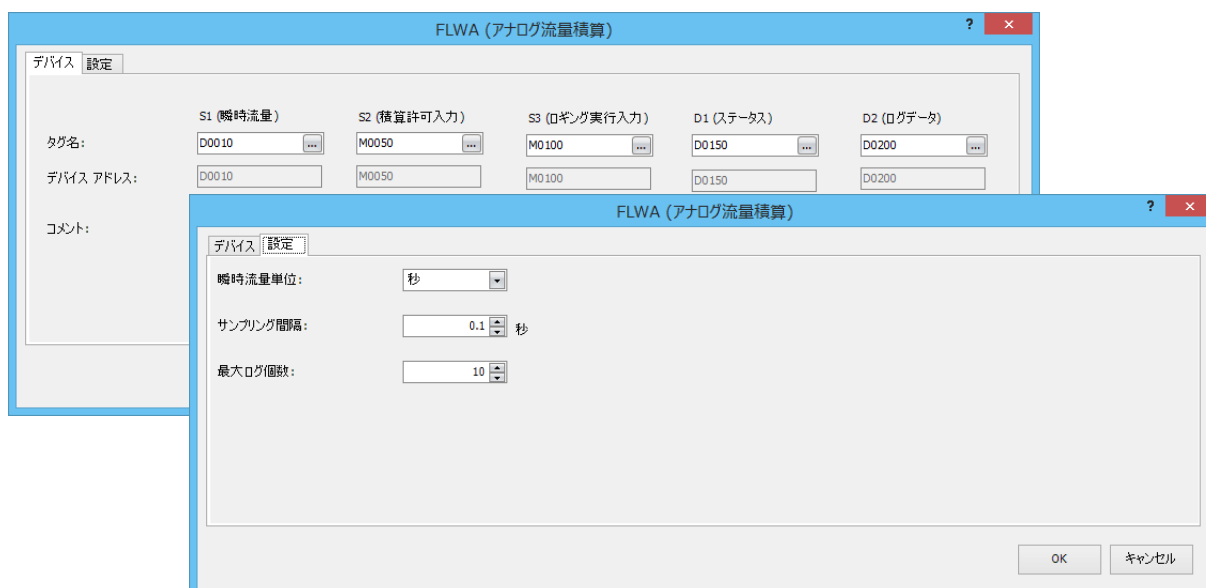 FLWA (アナログ流量積算) ? ×
デバイス 設定
S1 (瞬時流量) S2 (積算許可入力) S3 (ロギング実行入力) D1 (ステータス) D2 (ログデータ)
タグ名: D0010 ... M0050 ... M0100 ... D0150 ... D0200 ...
デバイス アドレス: D0010 M0050 M0100 D0150 D0200
コメント:
FLWA (アナログ流量積算) ? ×
デバイス 設定
瞬時流量単位: 秒
サンプリング間隔: 0.1 秒
最大ログ個数: 10
OK キャンセル